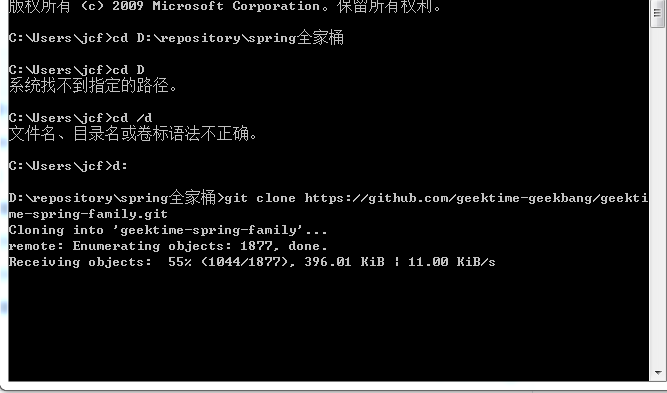 版权所有 (c) 2009 Microsoft Corporation。保留所有权利。
C:\Users\jcf>cd D:\repository\spring全家桶
C:\Users\jcf>cd D
系统找不到指定的路径。
C:\Users\jcf>cd /d
文件名、目录名或卷标语法不正确。
C:\Users\jcf>d:
D:\repository\spring全家桶>git clone https://github.com/geektime-geekbang/geekti
me-spring-family.git
Cloning into 'geektime-spring-family'...
remote: Enumerating objects: 1877, done.
Receiving objects:  55% (1044/1877), 396.01 KiB | 11.00 KiB/s